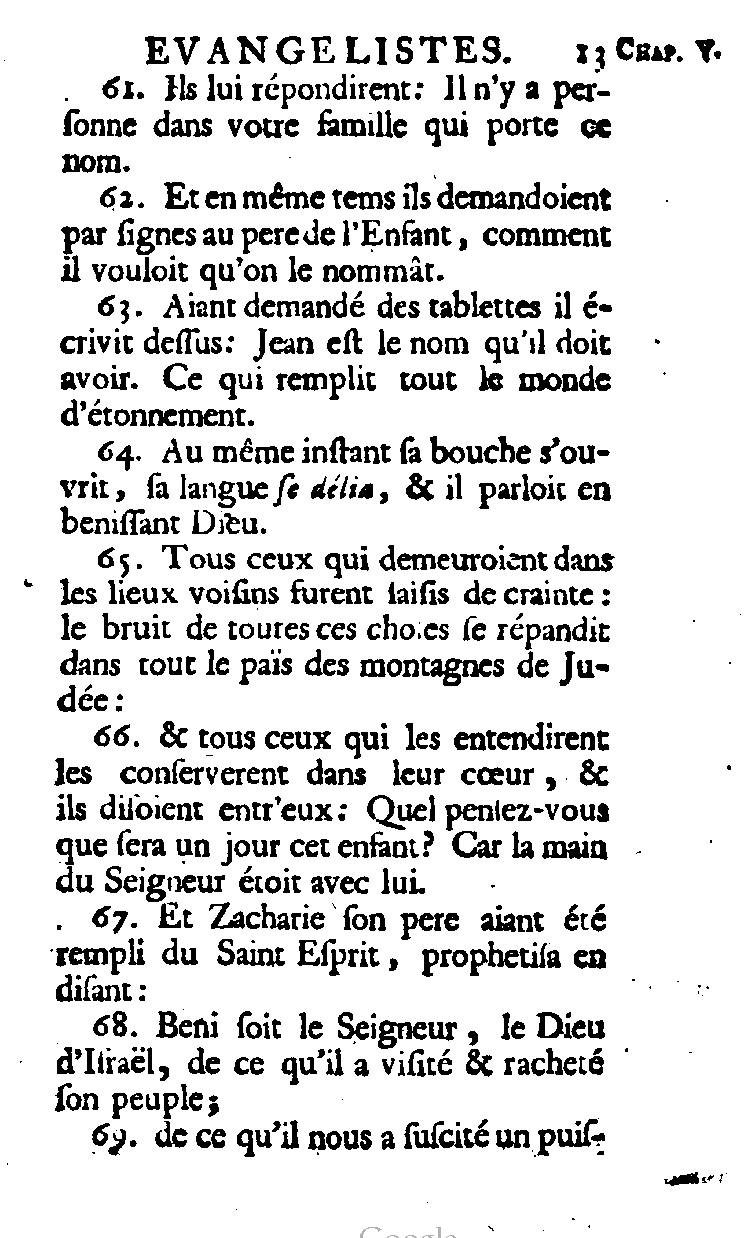 EVANGELISTES. 13 CHAP. V.
61. Ils lui répondirent: Il n'y a per-
ſonne dans votre famille qui porte ce
nom.
62. Et en même tems ils demandoient
par ſignes au pere de l'Enfant, comment
il vouloit qu'on le nommât.
63. Aiant demandé des tablettes il é-
crivit deſſus: Jean eſt le nom qu'il doit
avoir. Ce qui remplit tout le monde
d'étonnement.
64. Au même inſtant ſa bouche s'ou-
vrit, ſa langue ſe délia, & il parloit en
beniſſant Dieu.
65. Tous ceux qui demeuroient dans
les lieux voiſins furent ſaiſis de crainte:
le bruit de toutes ces choſes ſe répandit
dans tout le païs des montagnes de Ju-
dée:
66. & tous ceux qui les entendirent
les conſerverent dans leur cœur, &
ils diſoient entr'eux: Quel penſez-vous
que ſera un jour cet enfant? Car la main
du Seigneur étoit avec lui.
67. Et Zacharie ſon pere aiant été
rempli du Saint Eſprit, prophetiſa en
diſant:
68. Beni ſoit le Seigneur, le Dieu
d'Iſraël, de ce qu'il a viſité & racheté
ſon peuple;
69. de ce qu'il nous a ſuſcité un puiſ-
Google